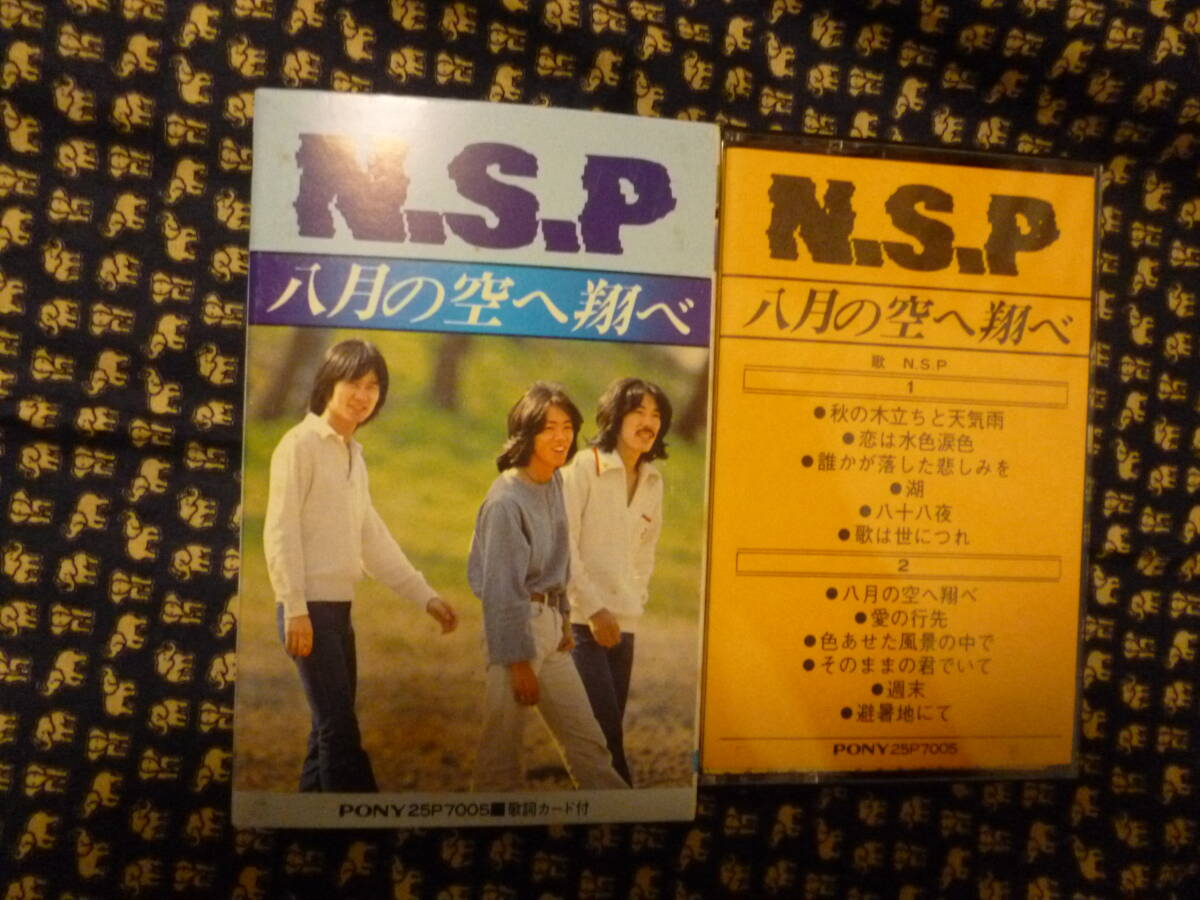 N.S.P
八月の空へ翔べ
PONY 25P7005■歌詞カード付
N.S.P
八月の空へ翔べ
歌 N.S.P
1
●秋の木立ちと天気雨
●恋は水色涙色
●誰かが落した悲しみを
●湖
●八十八夜
●歌は世につれ
2
●八月の空へ翔べ
●愛の行先
●色あせた風景の中で
●そのままの君でいて
●週末
●避暑地にて
PONY 25P7005